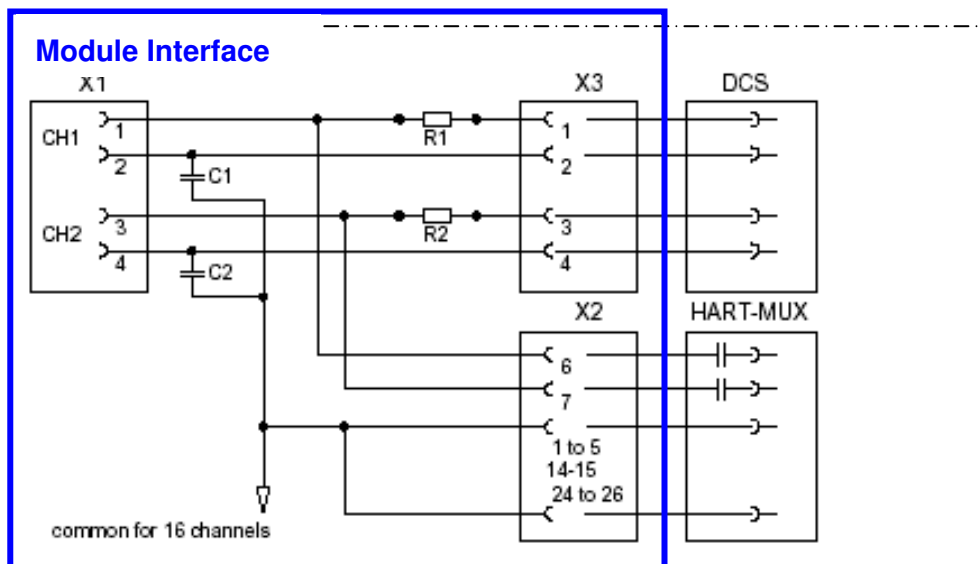 Module Interface
X1
X3
DCS
CH1
1
2
C1
R1
1
2
CH2
3
4
C2
R2
3
4
X2
HART-MUX
6
7
1 to 5
14-15
24 to 26
common for 16 channels